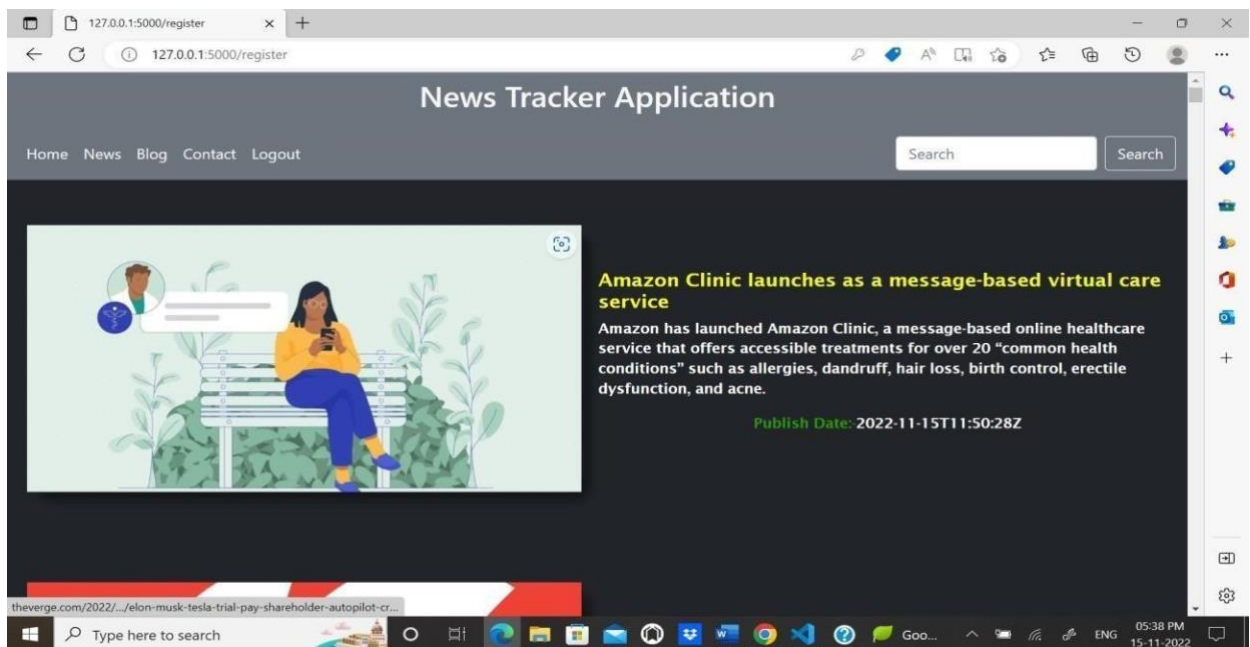 127.0.0.1:5000/register
127.0.0.1:5000/register
News Tracker Application
Home News Blog Contact Logout
Search
Search
Amazon Clinic launches as a message-based virtual care
service
Amazon has launched Amazon Clinic, a message-based online healthcare
service that offers accessible treatments for over 20 “common health
conditions” such as allergies, dandruff, hair loss, birth control, erectile
dysfunction, and acne.
Publish Date:-2022-11-15T11:50:28Z
theverge.com/2022/.../elon-musk-tesla-trial-pay-shareholder-autopilot-cr...
Type here to search
Goo...
ENG
05:38 PM
15-11-2022